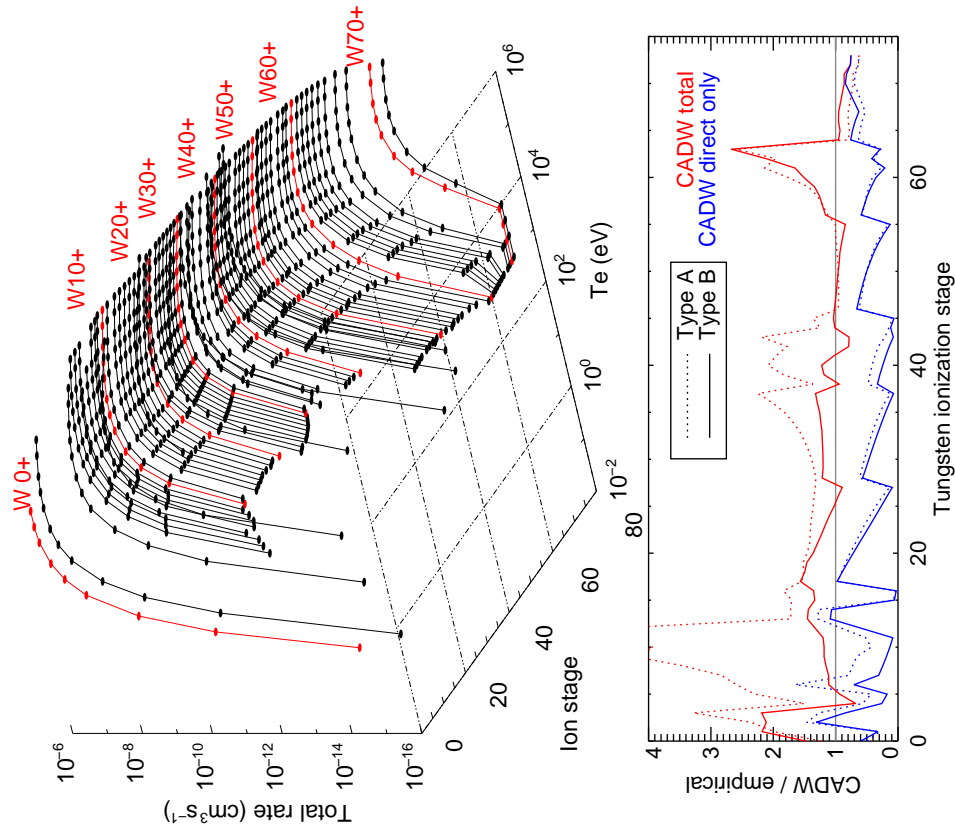 W 0+
W10+
W20+
W30+
W40+
W50+
W60+
W70+
Total rate (cm³s⁻¹)
10⁻⁶
10⁻⁸
10⁻¹⁰
10⁻¹²
10⁻¹⁴
10⁻¹⁶
Ion stage
0
20
40
60
80
Te (eV)
10⁻²
10⁰
10²
10⁴
10⁶
CADW / empirical
4
3
2
1
0
Type A
Type B
CADW total
CADW direct only
0
20
40
60
Tungsten ionization stage